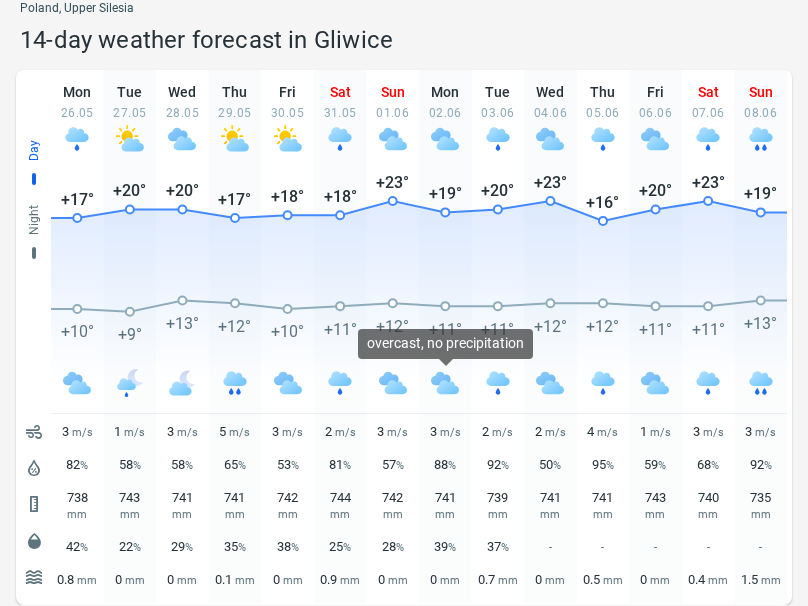 Poland, Upper Silesia
14-day weather forecast in Gliwice
Mon Tue Wed Thu Fri Sat Sun Mon Tue Wed Thu Fri Sat Sun
26.05 27.05 28.05 29.05 30.05 31.05 01.06 02.06 03.06 04.06 05.06 06.06 07.06 08.06
Day
Night
+17° +20° +20° +17° +18° +18° +23° +19° +20° +23° +16° +20° +23° +19°
+10° +9° +13° +12° +10° +11° +12° +11° +11° +12° +12° +11° +11° +13°
overcast, no precipitation
3 m/s 1 m/s 3 m/s 5 m/s 3 m/s 2 m/s 3 m/s 3 m/s 2 m/s 2 m/s 4 m/s 1 m/s 3 m/s 3 m/s
82% 58% 58% 65% 53% 81% 57% 88% 92% 50% 95% 59% 68% 92%
738 743 741 741 742 744 742 741 739 741 741 743 740 735
mm mm mm mm mm mm mm mm mm mm mm mm mm mm
42% 22% 29% 35% 38% 25% 28% 39% 37% - - - - -
0.8 mm 0 mm 0 mm 0.1 mm 0 mm 0.9 mm 0 mm 0 mm 0.7 mm 0 mm 0.5 mm 0 mm 0.4 mm 1.5 mm